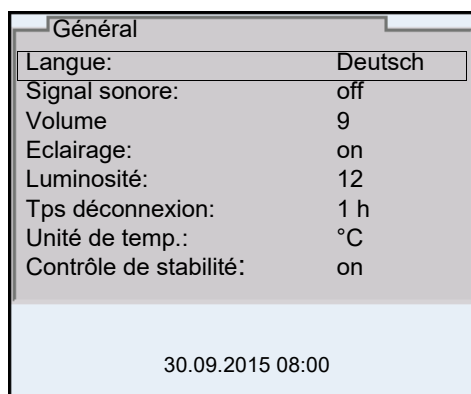 Général
Langue: Deutsch
Signal sonore: off
Volume 9
Eclairage: on
Luminosité: 12
Tps déconnexion: 1 h
Unité de temp.: °C
Contrôle de stabilité: on
30.09.2015 08:00